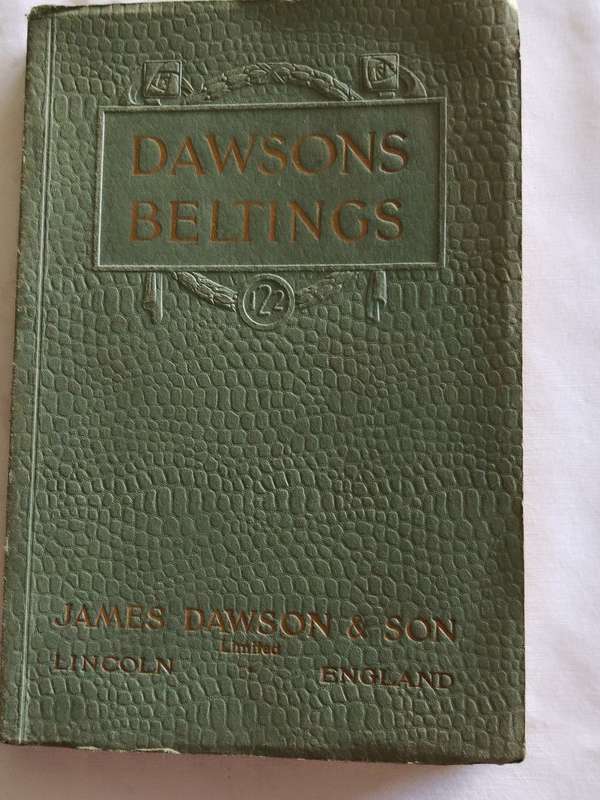 DAWSONS
BELTINGS
122
JAMES DAWSON & SON
Limited
LINCOLN ENGLAND